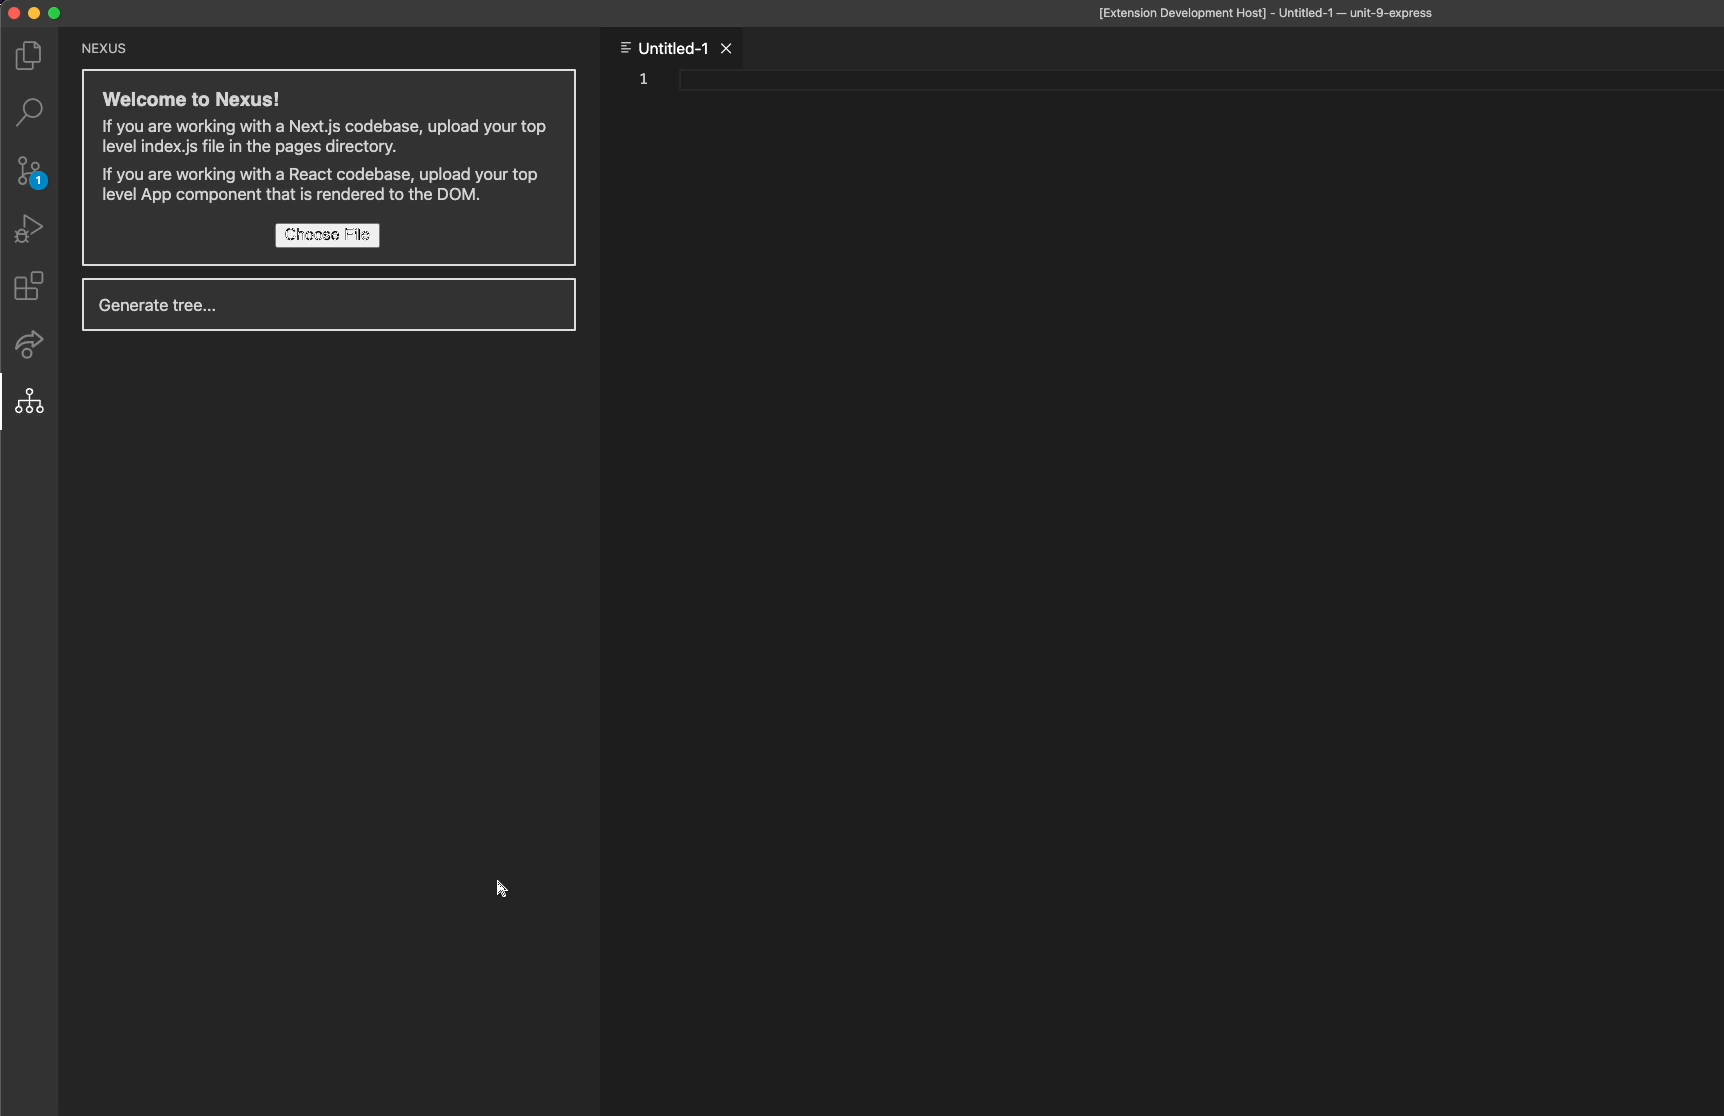 [Extension Development Host] - Untitled-1 — unit-9-express
NEXUS
Untitled-1
1
Welcome to Nexus!
If you are working with a Next.js codebase, upload your top
level index.js file in the pages directory.
If you are working with a React codebase, upload your top
level App component that is rendered to the DOM.
Choose File
Generate tree...
1